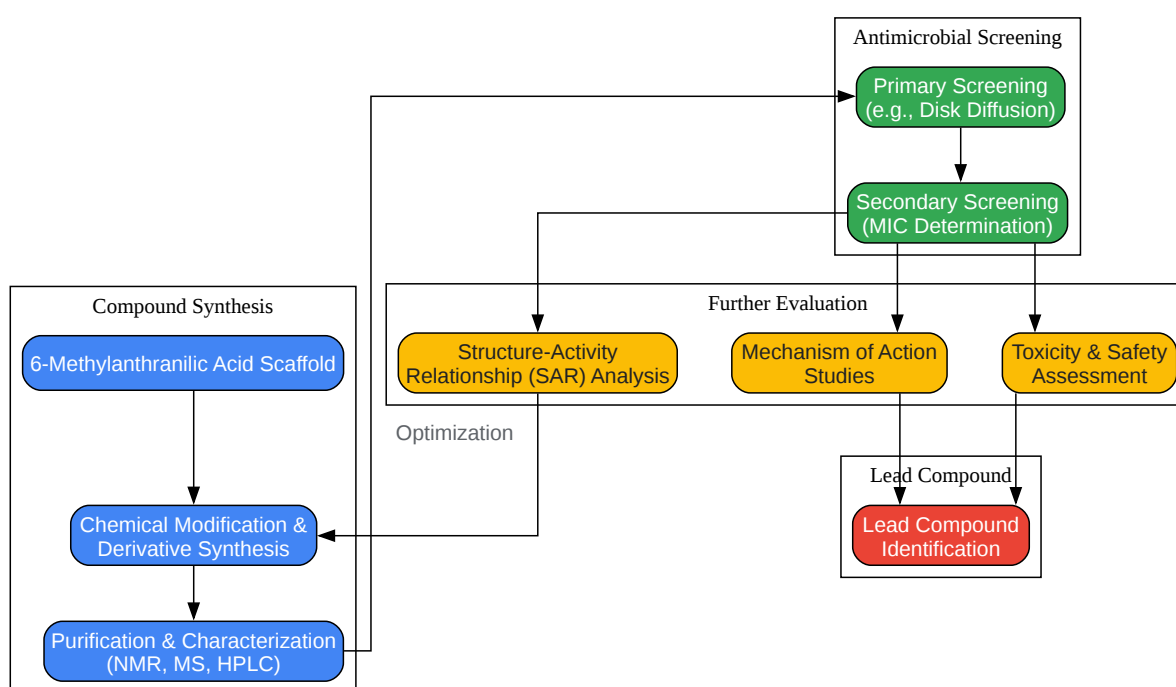 Antimicrobial Screening
Primary Screening
(e.g., Disk Diffusion)
Secondary Screening
(MIC Determination)
Compound Synthesis
6-Methylanthranilic Acid Scaffold
Further Evaluation
Structure-Activity
Relationship (SAR) Analysis
Mechanism of Action
Studies
Toxicity & Safety
Assessment
Optimization
Chemical Modification &
Derivative Synthesis
Lead Compound
Lead Compound
Identification
Purification & Characterization
(NMR, MS, HPLC)